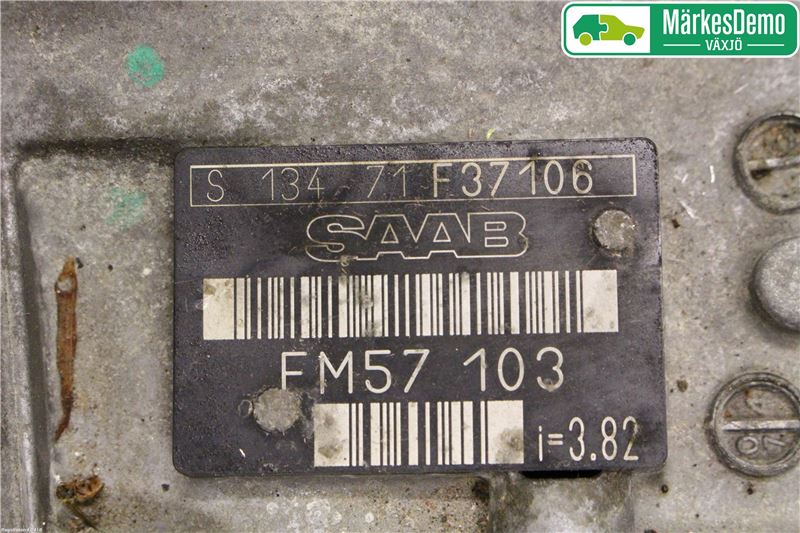 MärkesDemo
VÄXJÖ
S 134 71 F37106
SAAB
FM57 103
i=3.82